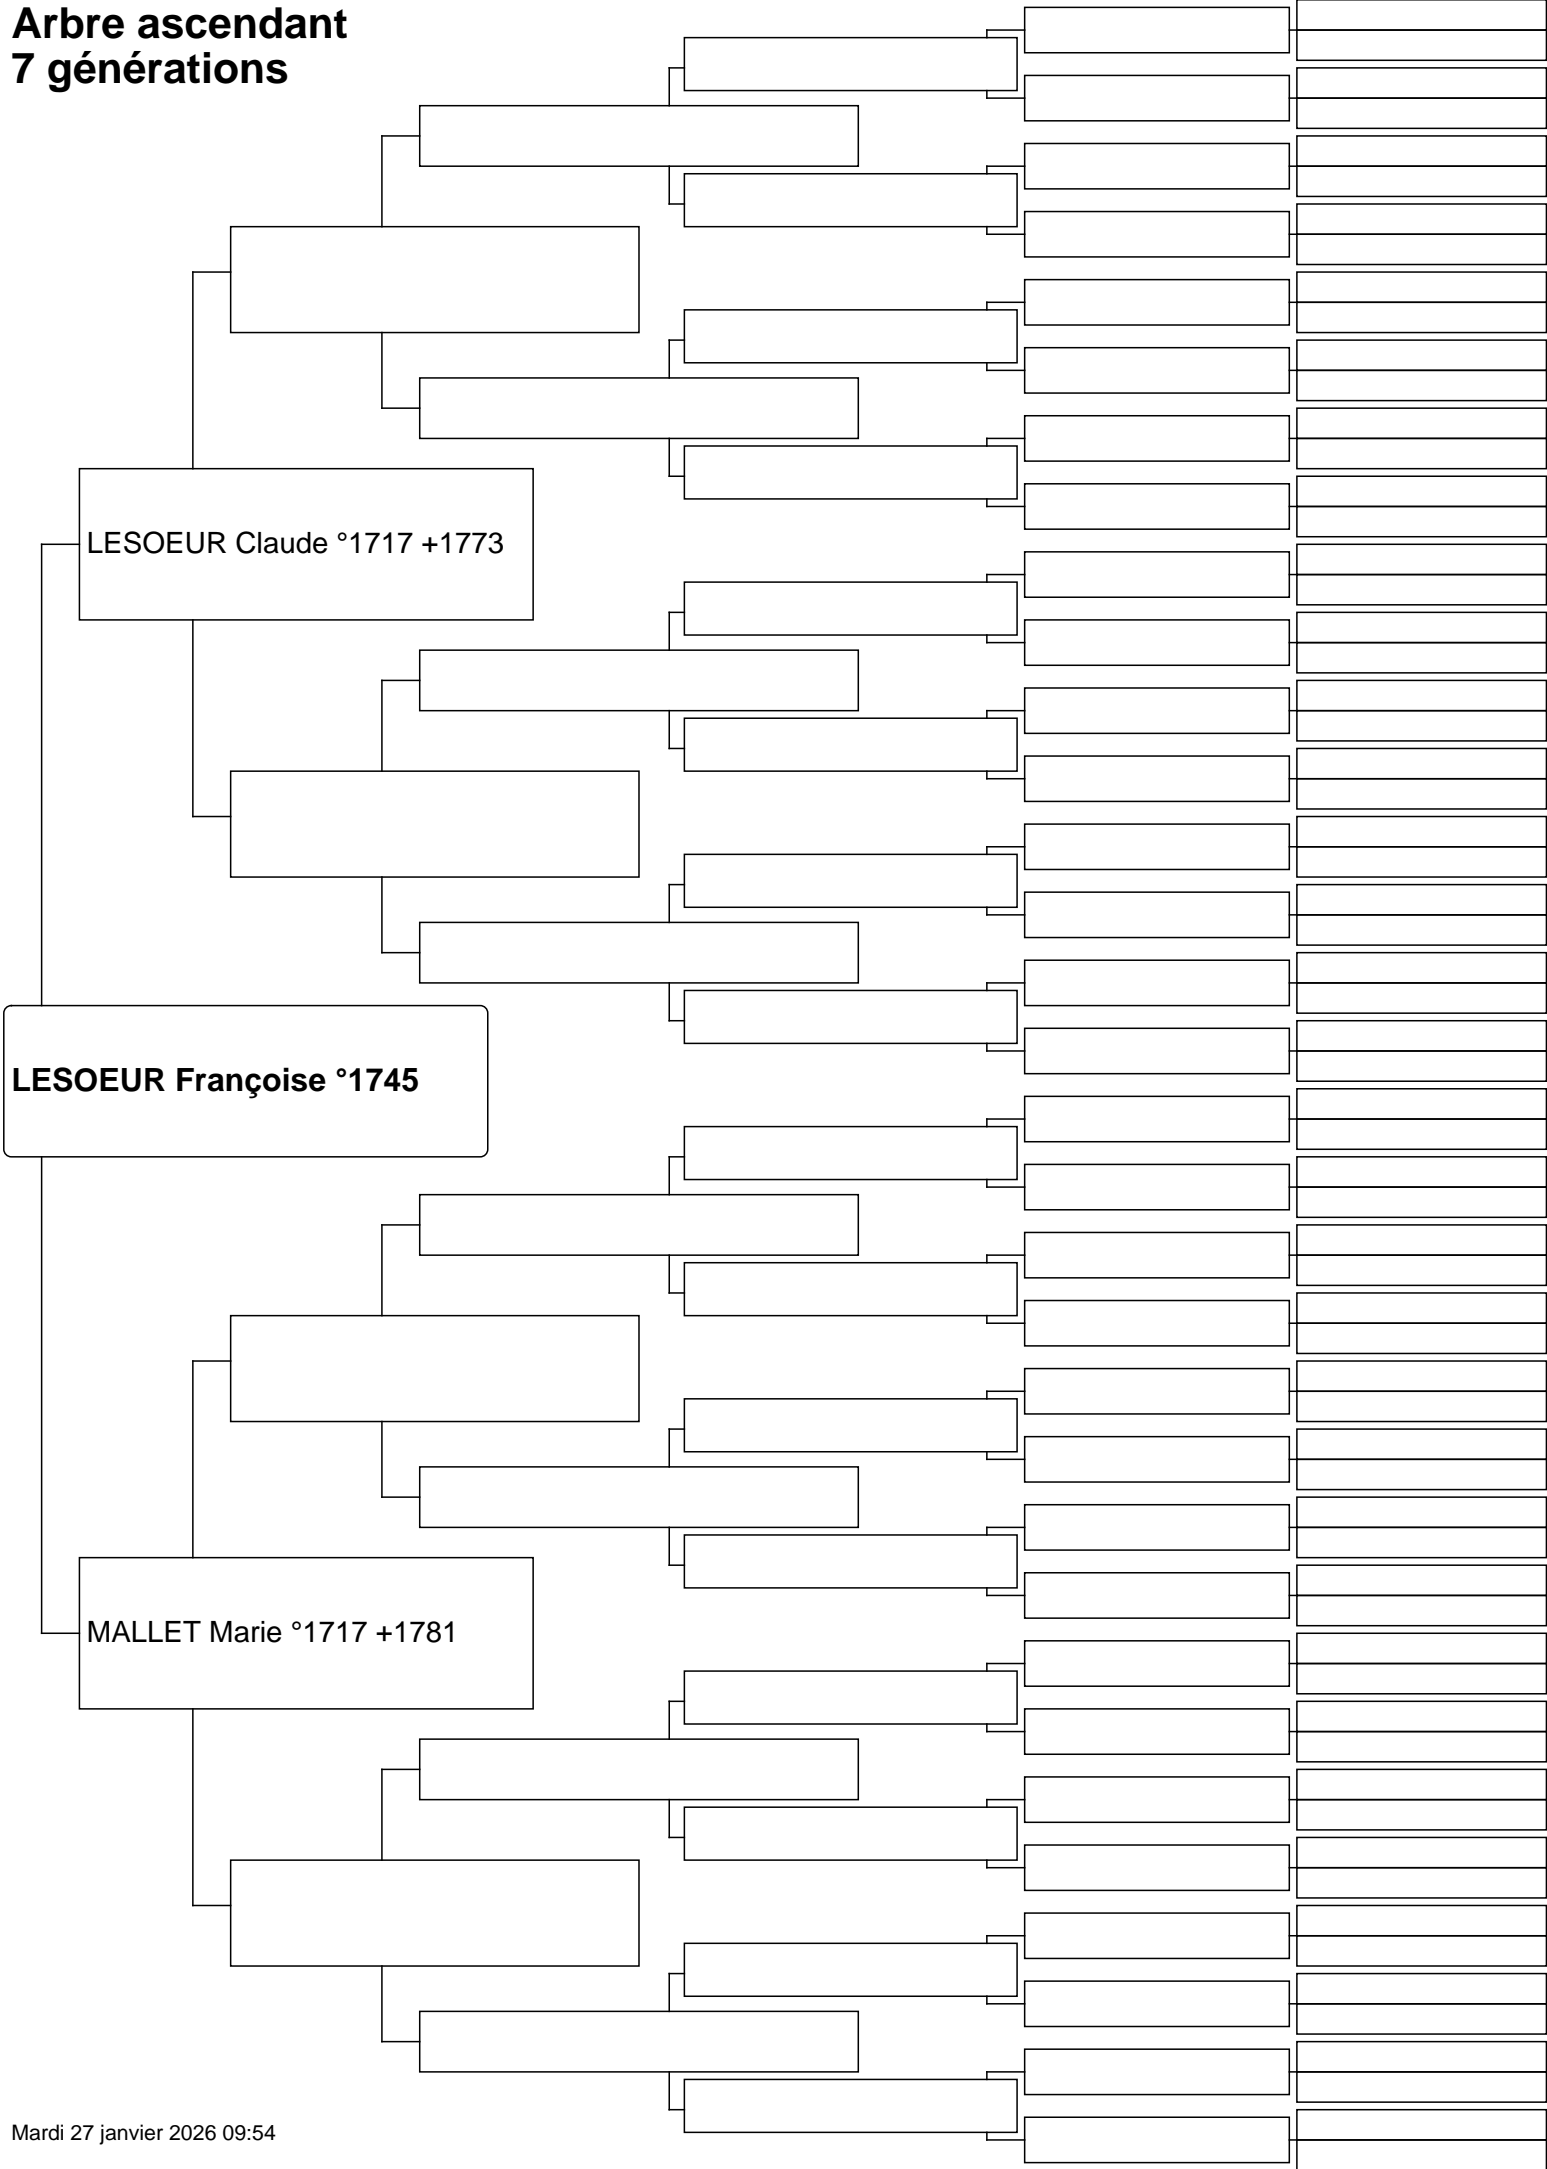 Arbre ascendant
7 générations
LESOEUR Claude °1717 +1773
LESOEUR Françoise °1745
MALLET Marie °1717 +1781
Mardi 27 janvier 2026 09:54